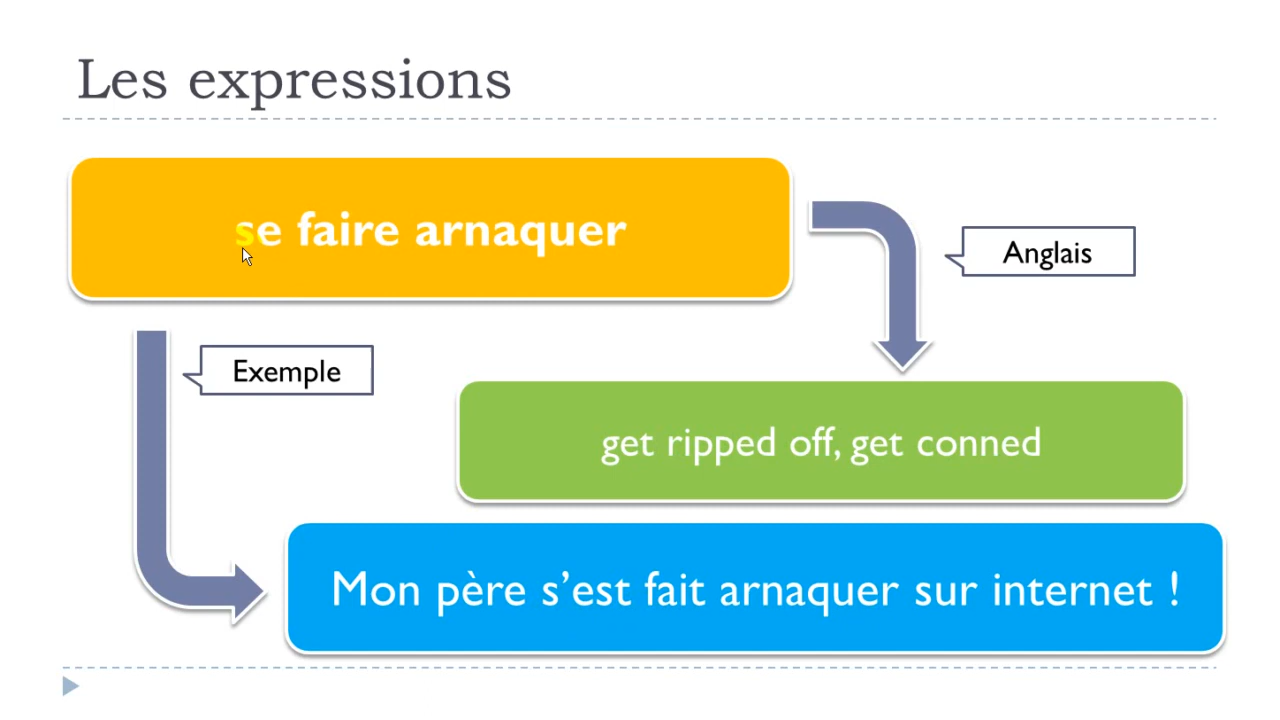 Les expressions
se faire arnaquer
Anglais
Exemple
get ripped off, get conned
Mon père s’est fait arnaquer sur internet !